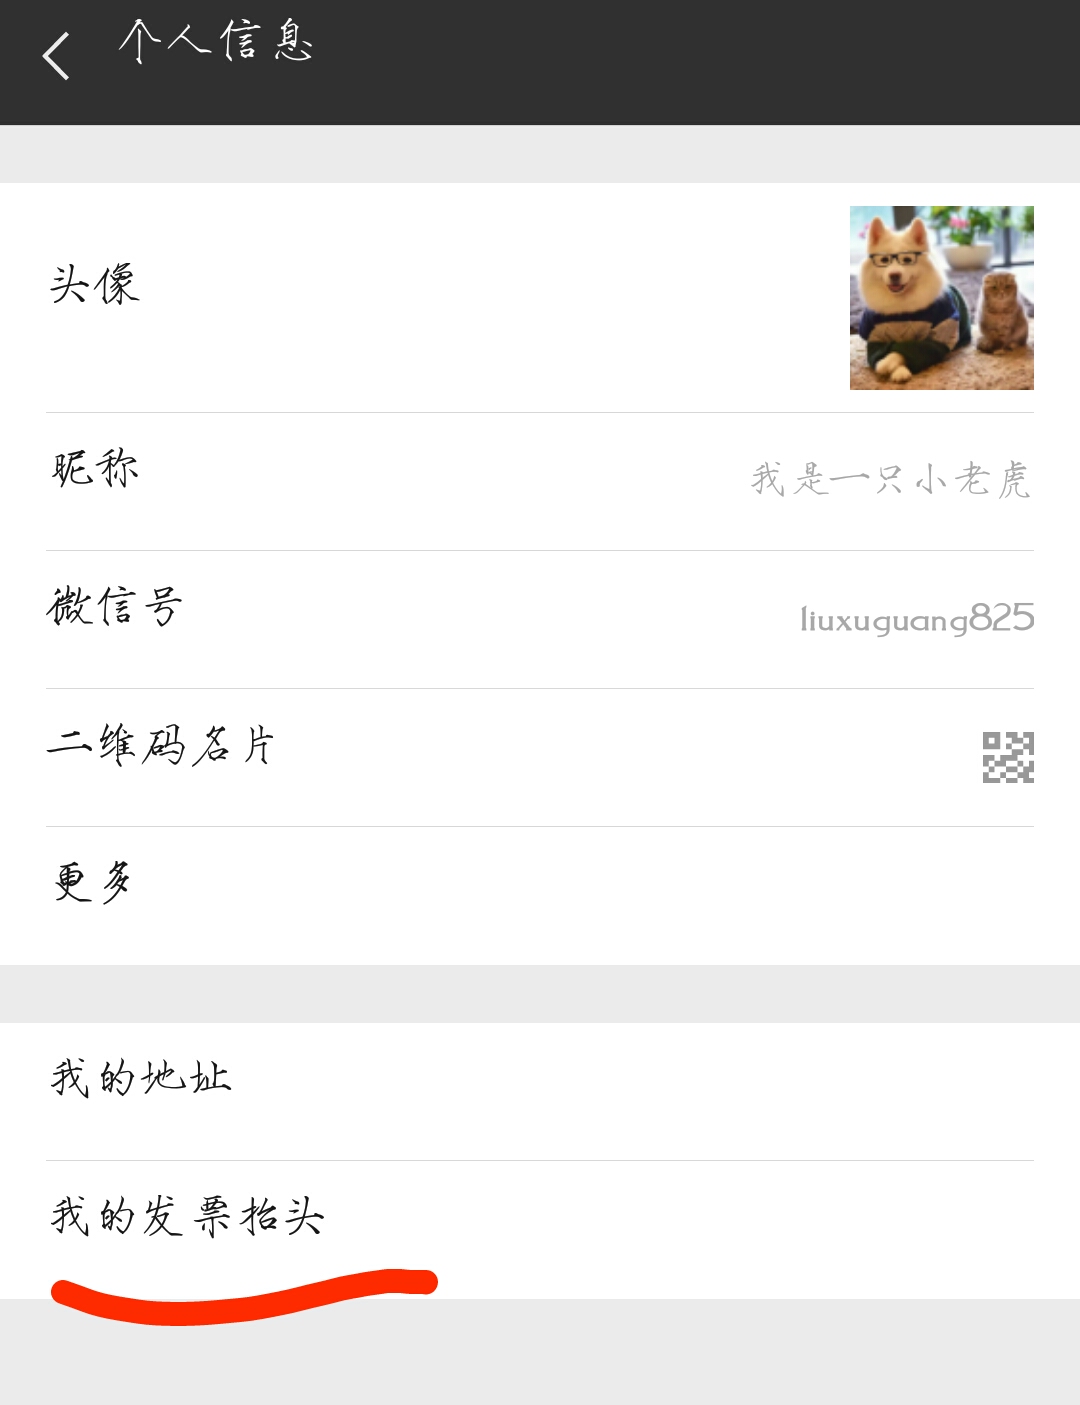 个人信息
头像
昵称
我是一只小老虎
微信号
liuxuguang825
二维码名片
更多
我的地址
我的发票抬头